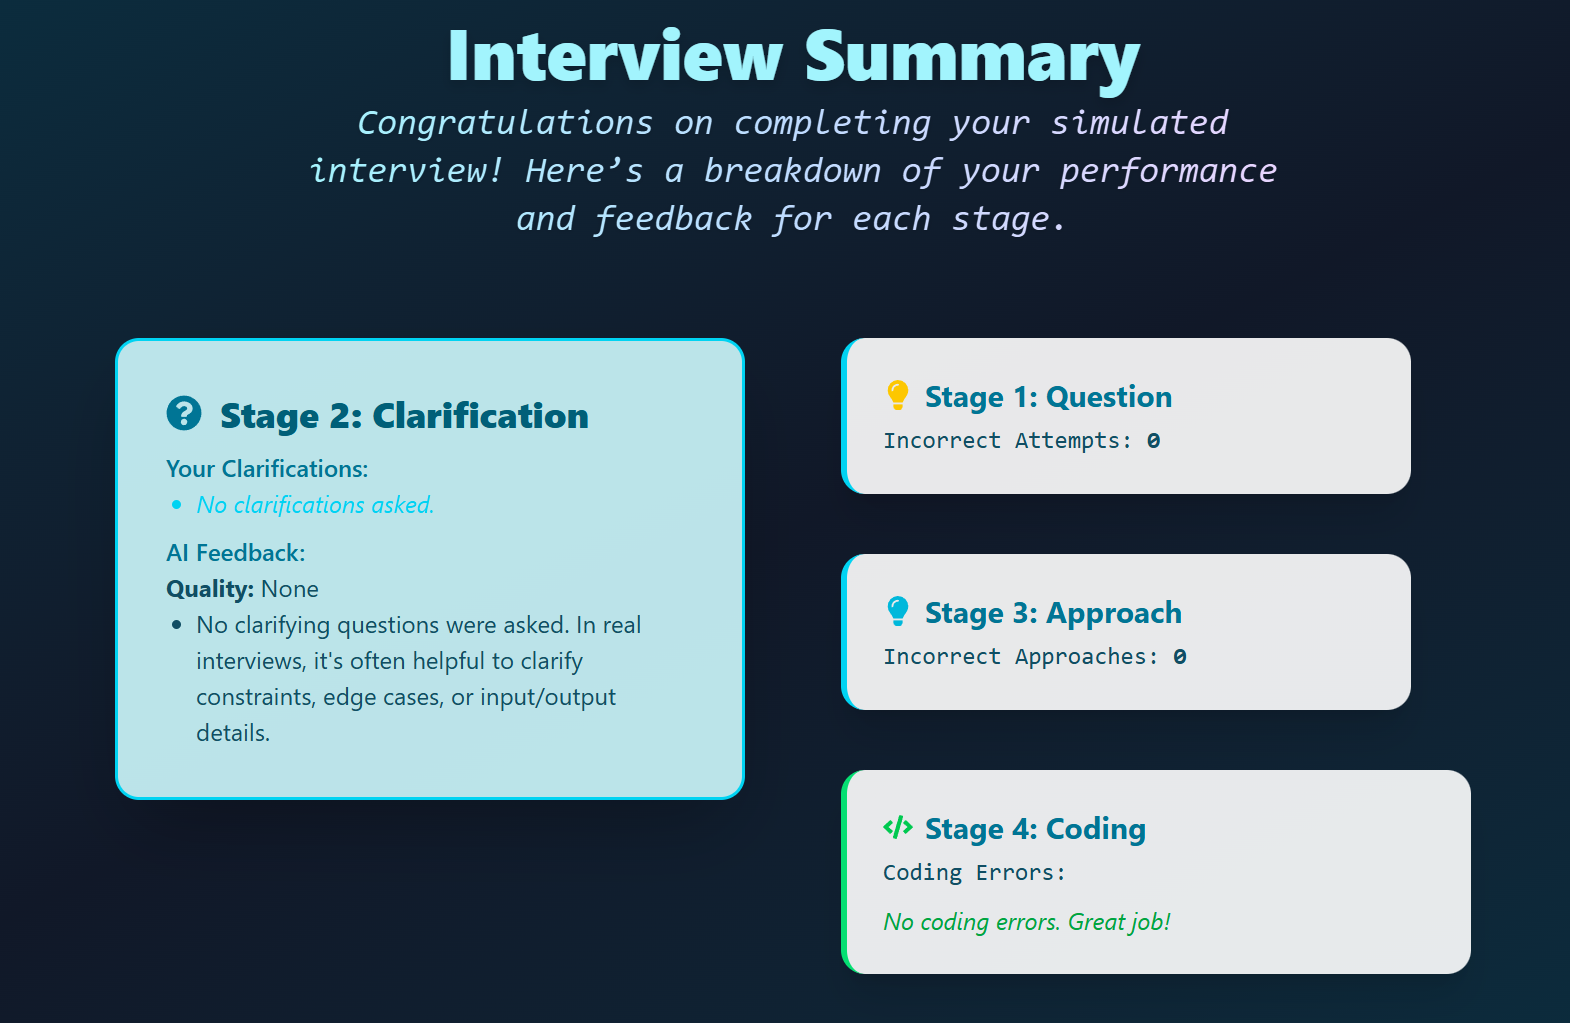 Interview Summary
Congratulations on completing your simulated
interview! Here’s a breakdown of your performance
and feedback for each stage.
Stage 2: Clarification
Your Clarifications:
• No clarifications asked.
AI Feedback:
Quality: None
• No clarifying questions were asked. In real
interviews, it's often helpful to clarify
constraints, edge cases, or input/output
details.
Stage 1: Question
Incorrect Attempts: 0
Stage 3: Approach
Incorrect Approaches: 0
Stage 4: Coding
Coding Errors:
No coding errors. Great job!